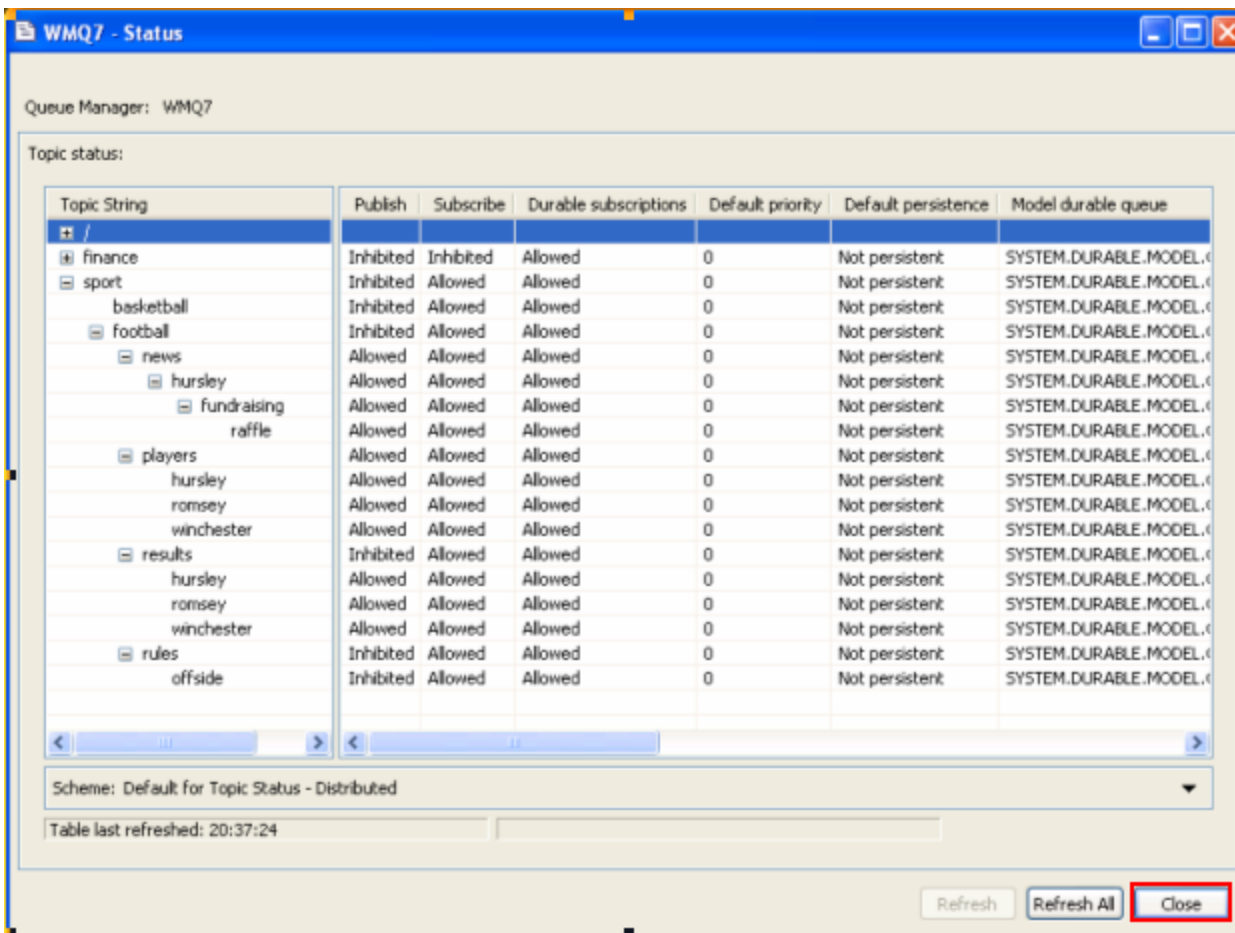 WMQ7 - Status
Queue Manager: WMQ7
Topic status:
Topic String Publish Subscribe Durable subscriptions Default priority Default persistence Model durable queue
/
finance Inhibited Inhibited Allowed 0 Not persistent SYSTEM.DURABLE.MODEL.
sport Inhibited Allowed Allowed 0 Not persistent SYSTEM.DURABLE.MODEL.
basketball Inhibited Allowed Allowed 0 Not persistent SYSTEM.DURABLE.MODEL.
football Inhibited Allowed Allowed 0 Not persistent SYSTEM.DURABLE.MODEL.
news Allowed Allowed Allowed 0 Not persistent SYSTEM.DURABLE.MODEL.
hursley Allowed Allowed Allowed 0 Not persistent SYSTEM.DURABLE.MODEL.
fundraising Allowed Allowed Allowed 0 Not persistent SYSTEM.DURABLE.MODEL.
raffle Allowed Allowed Allowed 0 Not persistent SYSTEM.DURABLE.MODEL.
players Allowed Allowed Allowed 0 Not persistent SYSTEM.DURABLE.MODEL.
hursley Allowed Allowed Allowed 0 Not persistent SYSTEM.DURABLE.MODEL.
romsey Allowed Allowed Allowed 0 Not persistent SYSTEM.DURABLE.MODEL.
winchester Allowed Allowed Allowed 0 Not persistent SYSTEM.DURABLE.MODEL.
results Inhibited Allowed Allowed 0 Not persistent SYSTEM.DURABLE.MODEL.
hursley Allowed Allowed Allowed 0 Not persistent SYSTEM.DURABLE.MODEL.
romsey Allowed Allowed Allowed 0 Not persistent SYSTEM.DURABLE.MODEL.
winchester Allowed Allowed Allowed 0 Not persistent SYSTEM.DURABLE.MODEL.
rules Inhibited Allowed Allowed 0 Not persistent SYSTEM.DURABLE.MODEL.
offside Inhibited Allowed Allowed 0 Not persistent SYSTEM.DURABLE.MODEL.
Scheme: Default for Topic Status - Distributed
Table last refreshed: 20:37:24
Refresh Refresh All Close